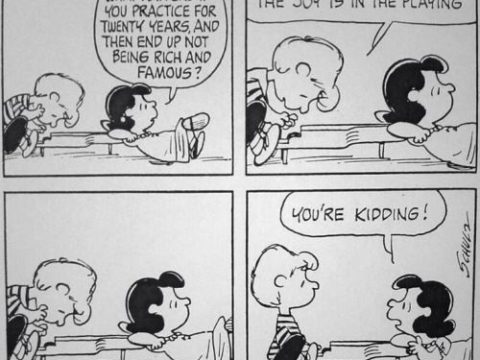 YOU PRACTICE FOR
TWENTY YEARS, AND
THEN END UP NOT
BEING RICH AND
FAMOUS?
THE JOY IS IN THE PLAYING
YOU'RE KIDDING!
SCHULZ